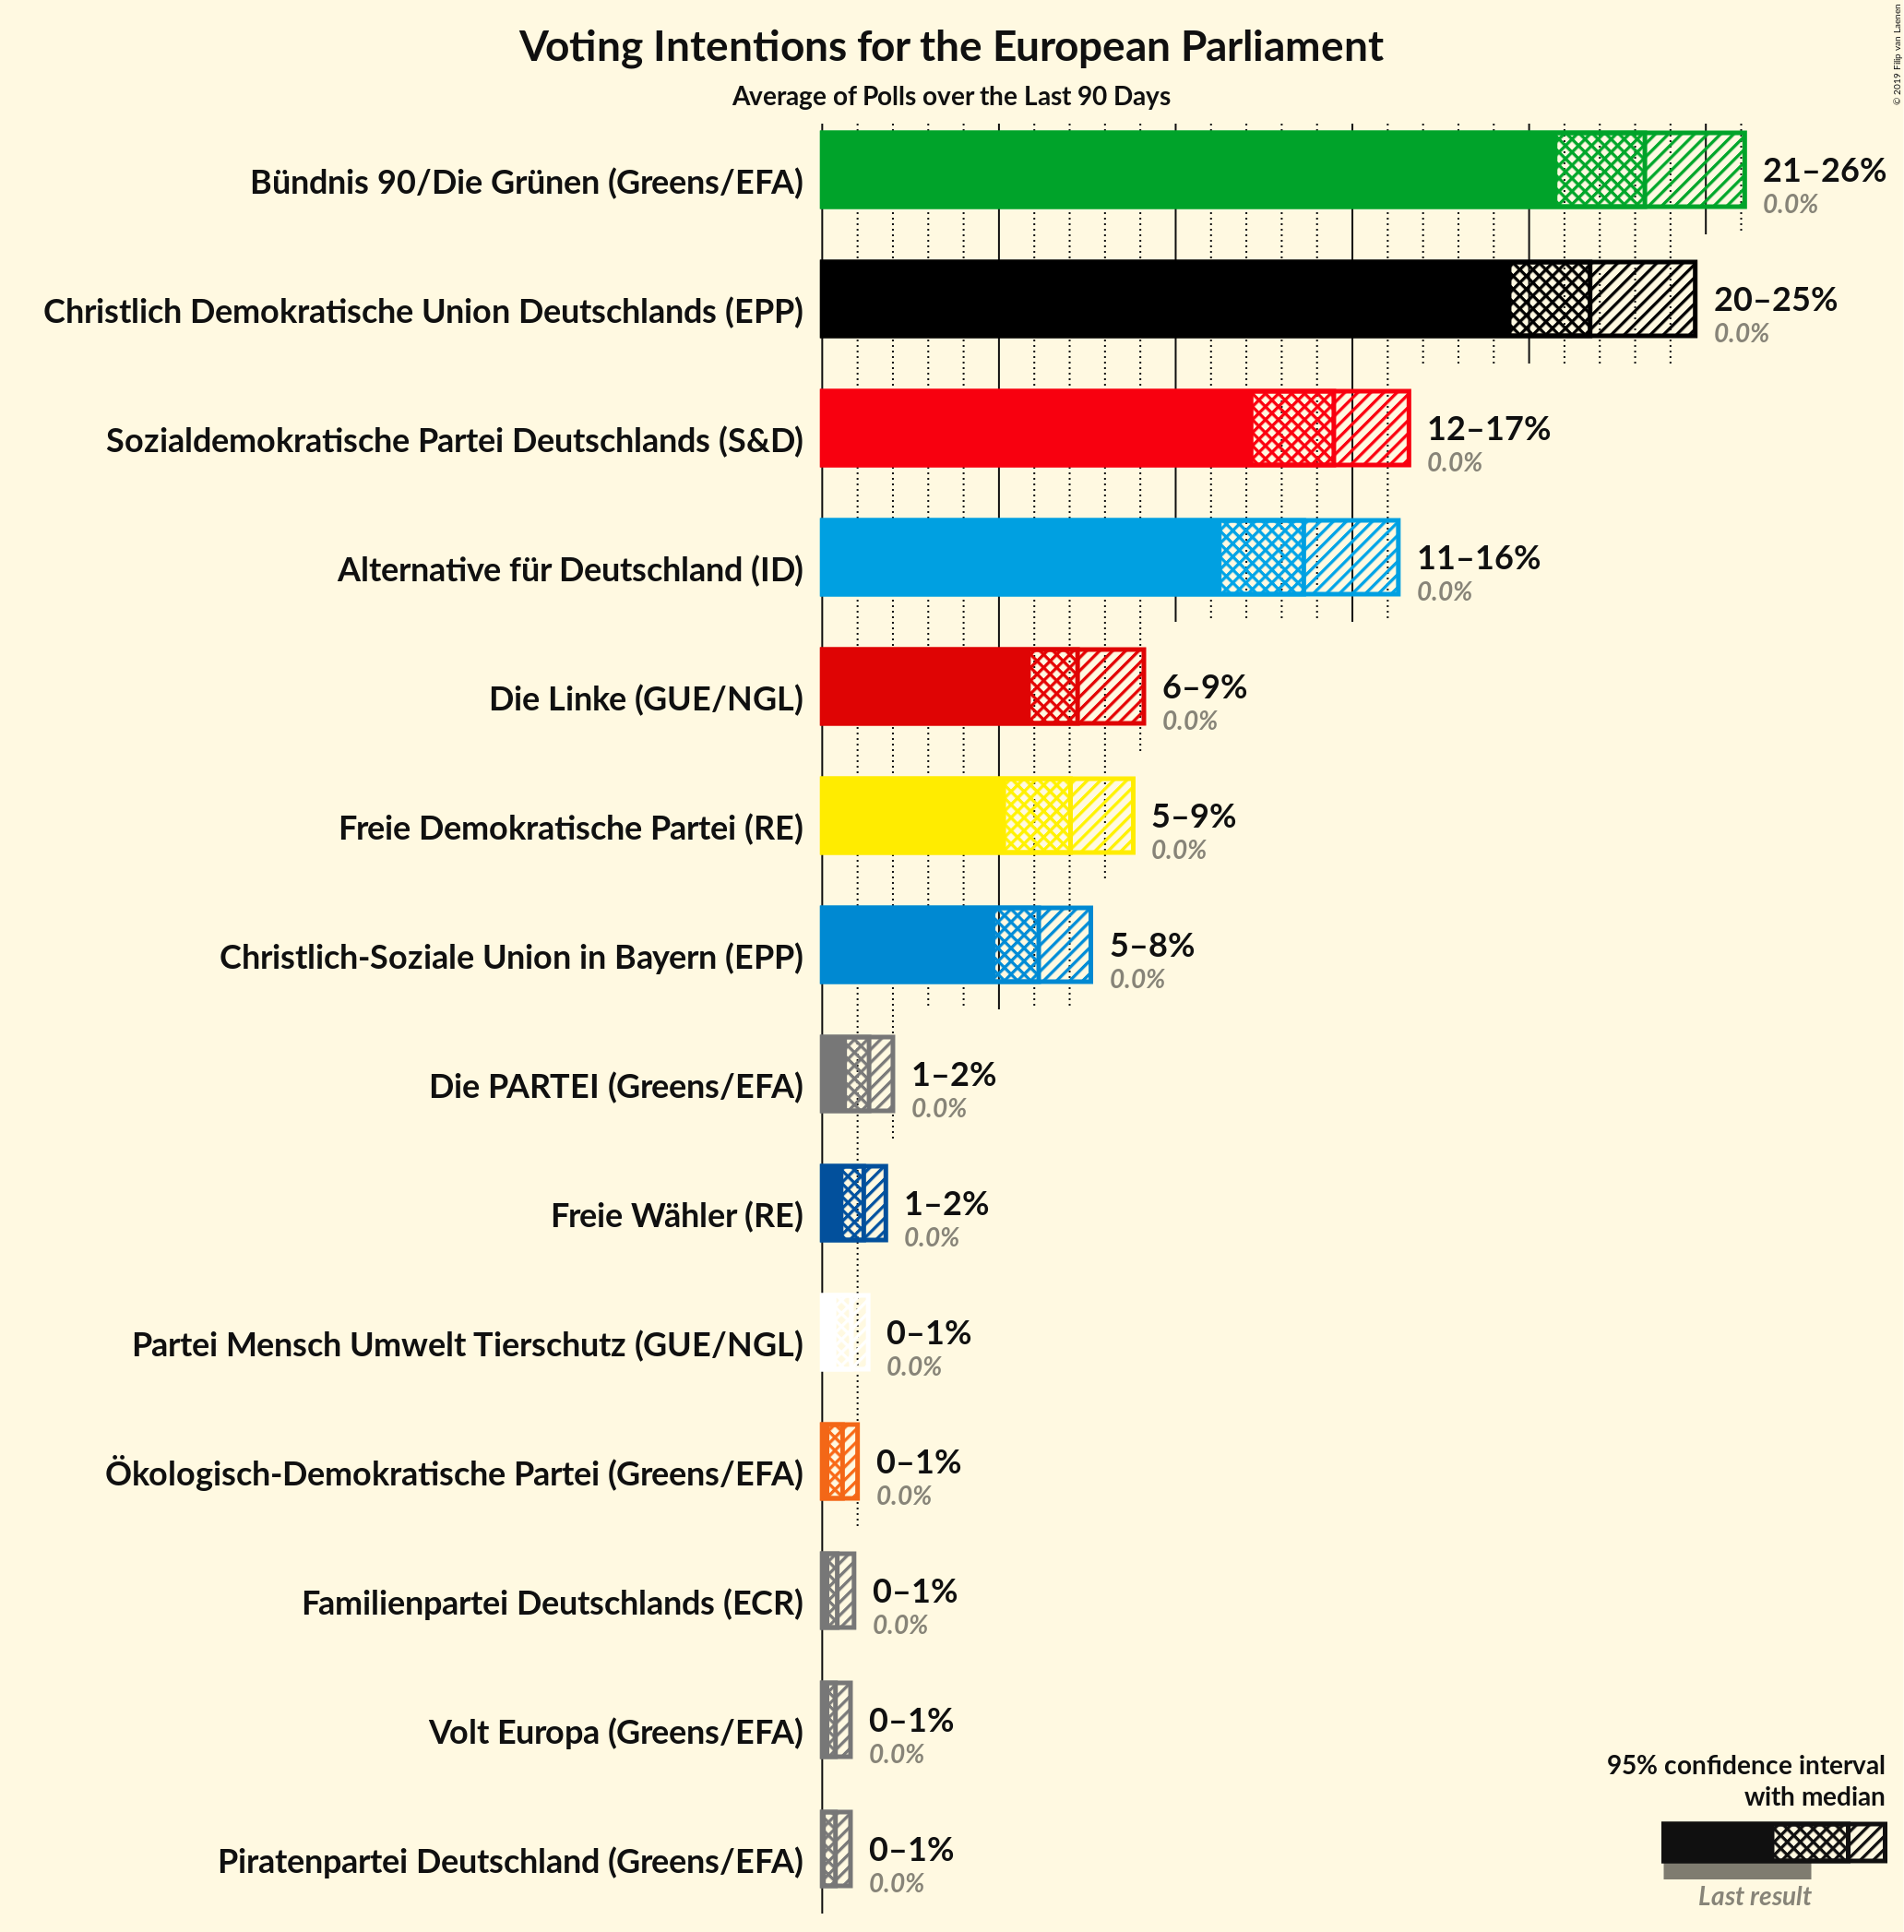 Voting Intentions for the European Parliament
Average of Polls over the Last 90 Days
© 2019 Filip van Laenen
Bündnis 90/Die Grünen (Greens/EFA)
21–26%
0.0%
Christlich Demokratische Union Deutschlands (EPP)
20–25%
0.0%
Sozialdemokratische Partei Deutschlands (S&D)
12–17%
0.0%
Alternative für Deutschland (ID)
11–16%
0.0%
Die Linke (GUE/NGL)
6–9%
0.0%
Freie Demokratische Partei (RE)
5–9%
0.0%
Christlich-Soziale Union in Bayern (EPP)
5–8%
0.0%
Die PARTEI (Greens/EFA)
1–2%
0.0%
Freie Wähler (RE)
1–2%
0.0%
Partei Mensch Umwelt Tierschutz (GUE/NGL)
0–1%
0.0%
Ökologisch-Demokratische Partei (Greens/EFA)
0–1%
0.0%
Familienpartei Deutschlands (ECR)
0–1%
0.0%
Volt Europa (Greens/EFA)
0–1%
0.0%
Piratenpartei Deutschland (Greens/EFA)
0–1%
0.0%
95% confidence interval
with median
Last result